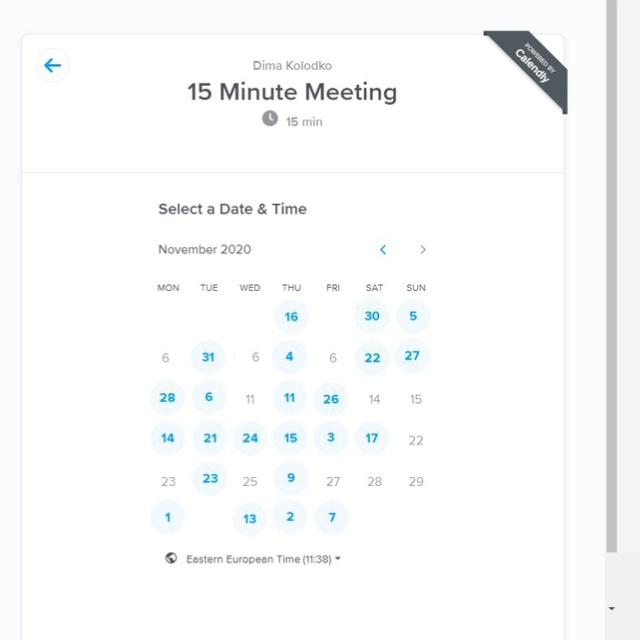 POWERED BY
Calendly
Dima Kolodko
15 Minute Meeting
15 min
Select a Date & Time
November 2020
MON TUE WED THU FRI SAT SUN
16 30 5
6 31 6 4 6 22 27
28 6 11 11 26 14 15
14 21 24 15 3 17 22
23 23 25 9 27 28 29
1 13 2 7
Eastern European Time (11:38)